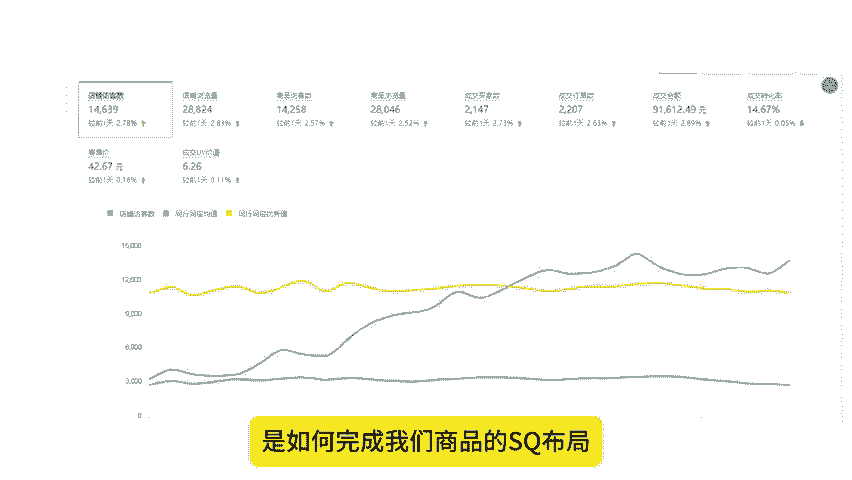 店铺访客数 店铺浏览量 商品访客数 商品浏览量 成交买家数 成交订单数 成交金额 成交转化率
14,639 28,824 14,258 28,046 2,147 2,207 91,612.49 元 14.67%
较前1天 2.78% 较前1天 2.83% 较前1天 2.57% 较前1天 2.52% 较前1天 2.73% 较前1天 2.63% 较前1天 2.89% 较前1天 0.05%
客单价 成交UV价值
42.67 元 6.26
较前1天 0.16% 较前1天 0.11%
店铺访客数 同行同层均值 同行同层优秀值
15,000
12,000
9,000
6,000
3,000
0
是如何完成我们商品的SQ布局